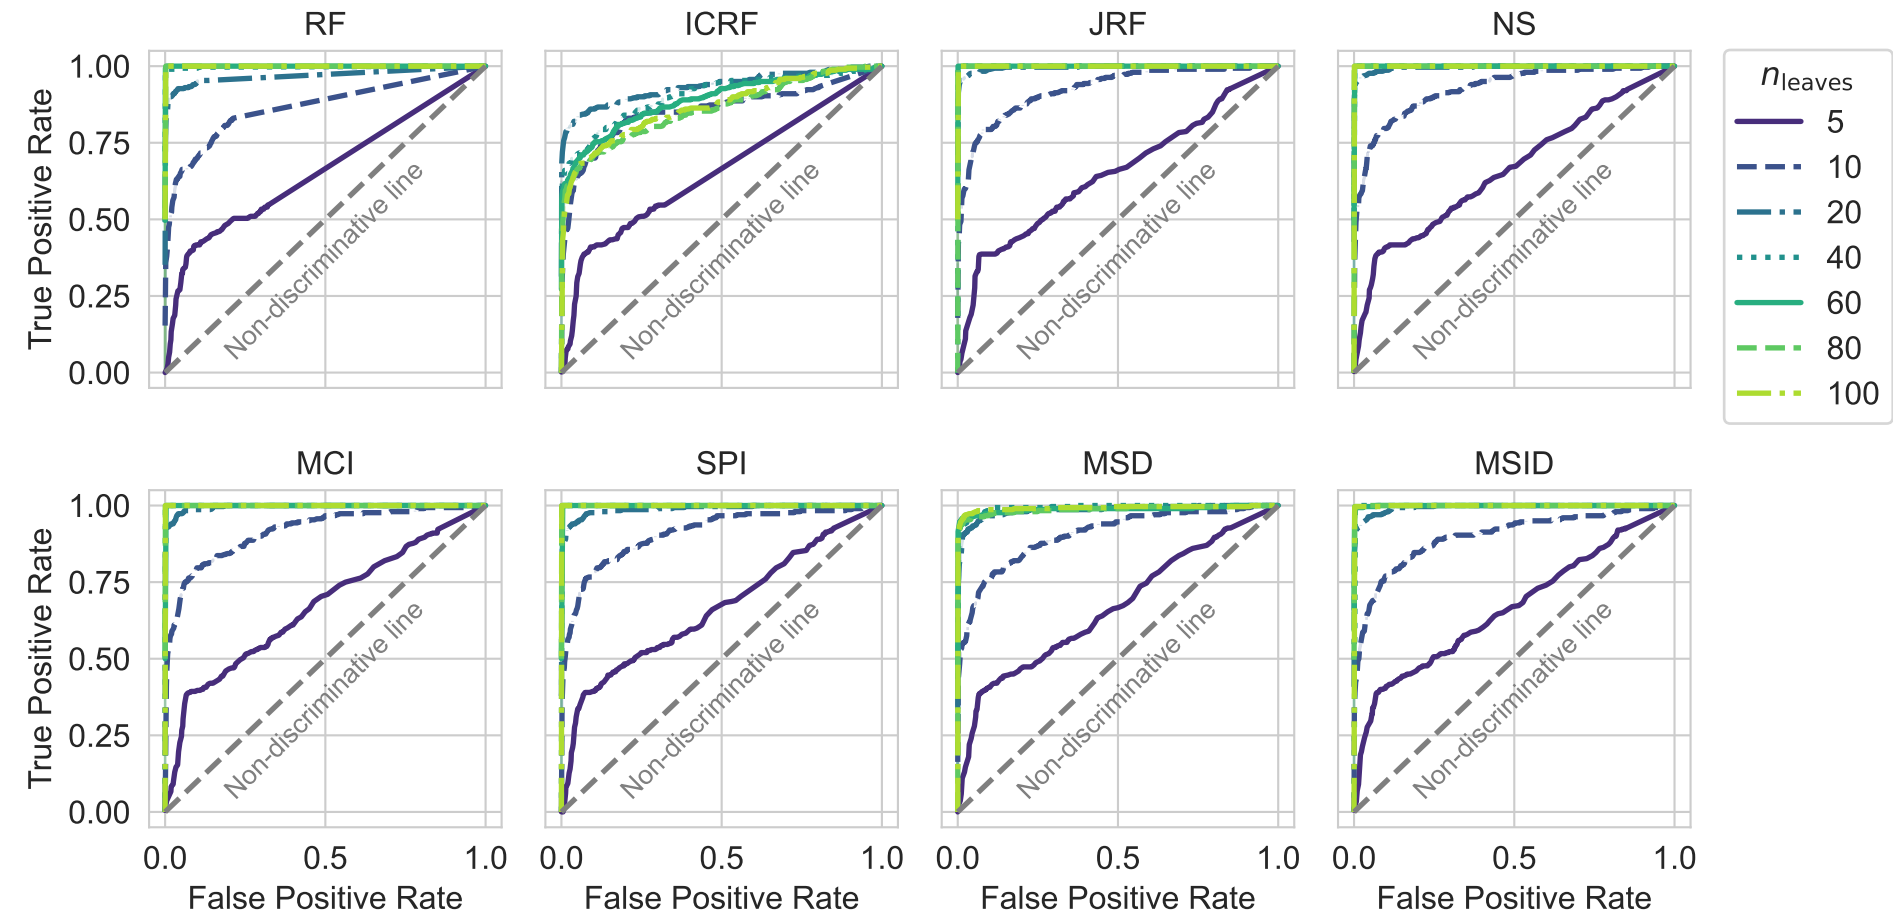 RF
ICRF
JRF
NS
True Positive Rate
1.00
0.75
0.50
0.25
0.00
Non-discriminative line
Non-discriminative line
Non-discriminative line
Non-discriminative line
n_leaves
5
10
20
40
60
80
100
MCI
SPI
MSD
MSID
True Positive Rate
1.00
0.75
0.50
0.25
0.00
Non-discriminative line
Non-discriminative line
Non-discriminative line
Non-discriminative line
0.0 0.5 1.0
0.0 0.5 1.0
0.0 0.5 1.0
0.0 0.5 1.0
False Positive Rate
False Positive Rate
False Positive Rate
False Positive Rate